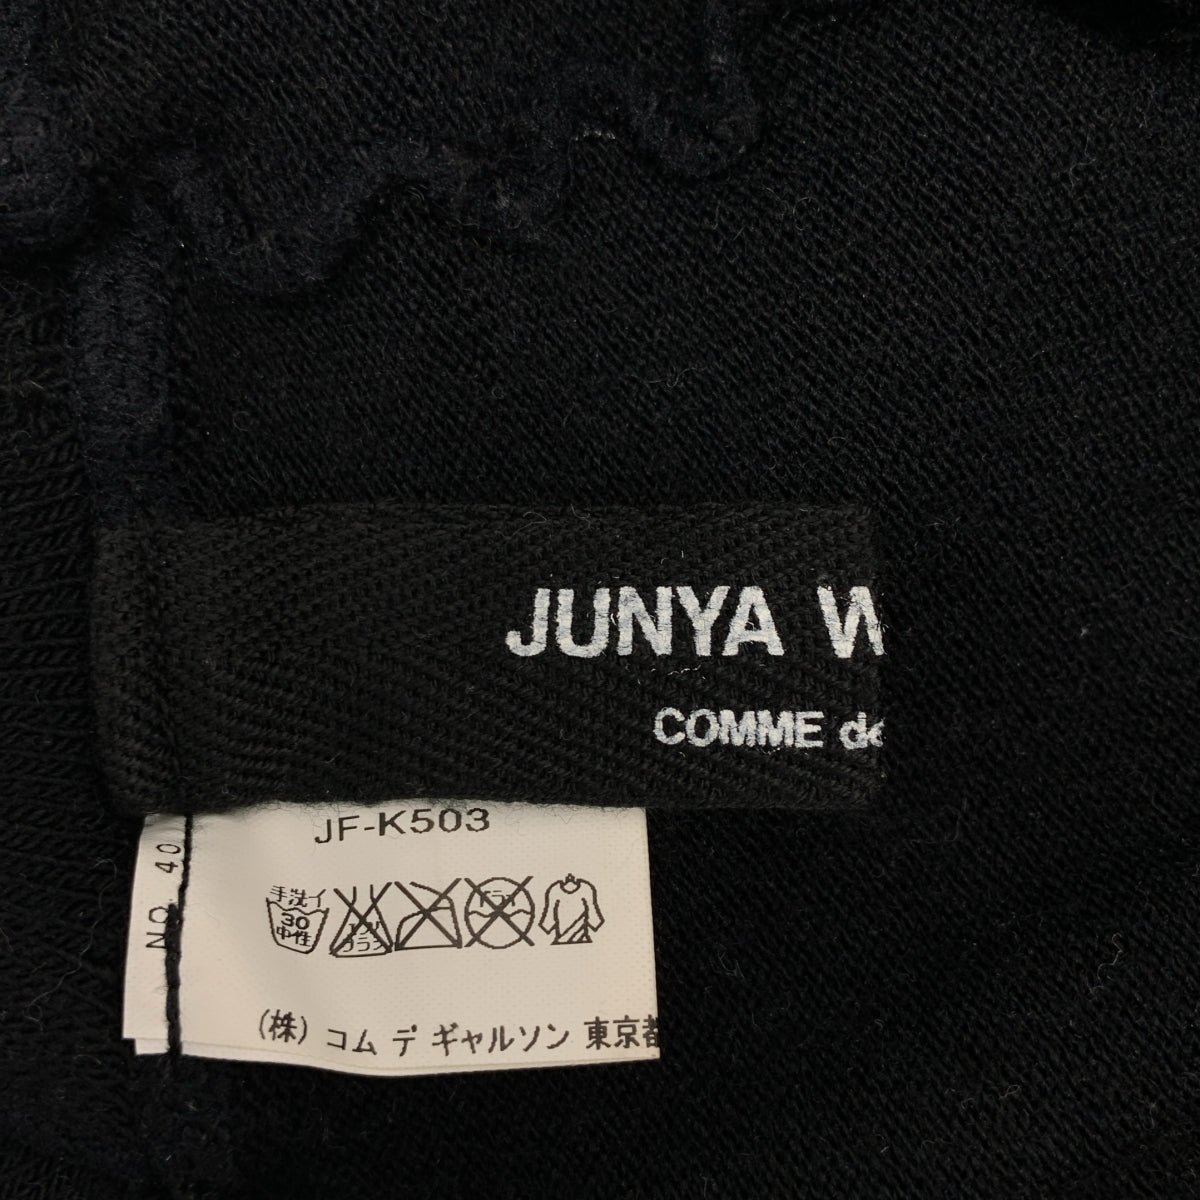 JUNYA W
COMME de
JF-K503
NO. 40
手洗イ
30
中性
(株) コム デ ギャルソン 東京都